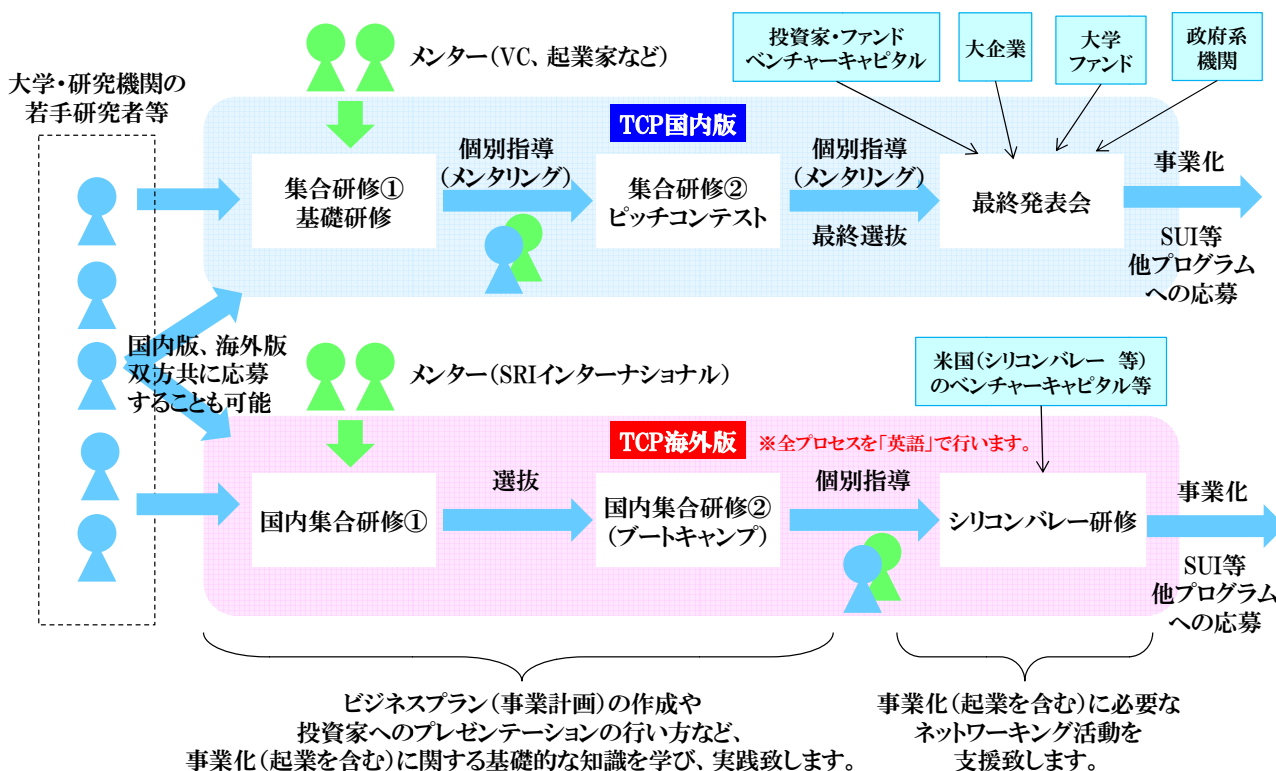 大学・研究機関の
若手研究者等
メンター(VC、起業家など)
投資家・ファンド
ベンチャーキャピタル
大企業
大学
ファンド
政府系
機関
TCP国内版
集合研修①
基礎研修
個別指導
(メンタリング)
集合研修②
ピッチコンテスト
個別指導
(メンタリング)
最終選抜
最終発表会
事業化
SUI等
他プログラム
への応募
国内版、海外版
双方共に応募
することも可能
メンター(SRIインターナショナル)
米国(シリコンバレー 等)
のベンチャーキャピタル等
TCP海外版 ※全プロセスを「英語」で行います。
国内集合研修①
選抜
国内集合研修②
(ブートキャンプ)
個別指導
シリコンバレー研修
事業化
SUI等
他プログラム
への応募
ビジネスプラン(事業計画)の作成や
投資家へのプレゼンテーションの行い方など、
事業化(起業を含む)に関する基礎的な知識を学び、実践致します。
事業化(起業を含む)に必要な
ネットワーキング活動を
支援致します。